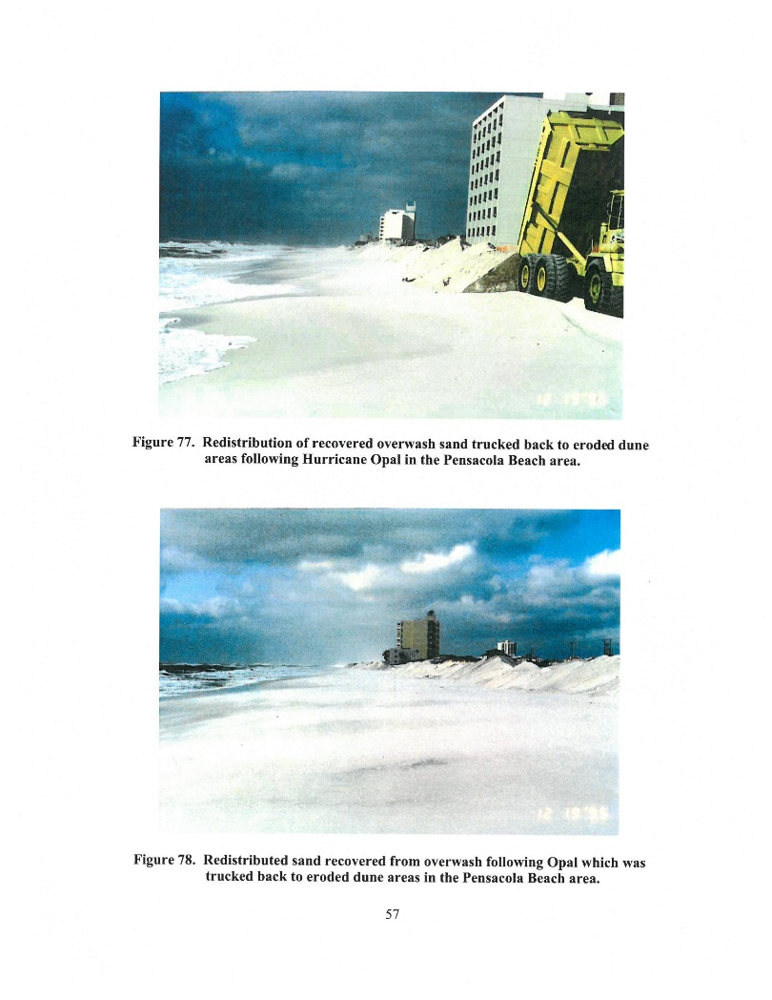 Figure 77. Redistribution of recovered overwash sand trucked back to eroded dune
areas following Hurricane Opal in the Pensacola Beach area.
Figure 78. Redistributed sand recovered from overwash following Opal which was
trucked back to eroded dune areas in the Pensacola Beach area.
57